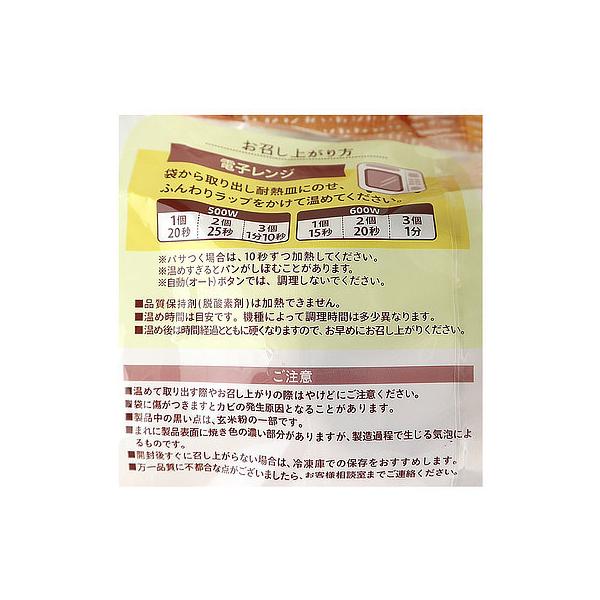 お召し上がり方
電子レンジ
袋から取り出し耐熱皿にのせ、
ふんわりラップをかけて温めてください。
500W 600W
1個 2個 3個 1個 2個 3個
20秒 25秒 1分10秒 15秒 20秒 1分
※パサつく場合は、10秒ずつ加熱してください。
※温めすぎるとパンがしぼむことがあります。
※自動(オート)ボタンでは、調理しないでください。
■品質保持剤(脱酸素剤)は加熱できません。
■温め時間は目安です。機種によって調理時間は多少異なります。
■温め後は時間経過とともに硬くなりますので、お早めにお召し上がりください。
ご注意
■温めて取り出す際やお召し上がりの際はやけどにご注意ください。
■袋に傷がつきますとカビの発生原因となることがあります。
■製品中の黒い点は、玄米粉の一部です。
■まれに製品表面に焼き色の濃い部分がありますが、製造過程で生じる気泡によ
るものです。
■開封後すぐに召し上がらない場合は、冷凍庫での保存をおすすめします。
■万一品質に不都合な点がございましたら、お客様相談室までご連絡ください。